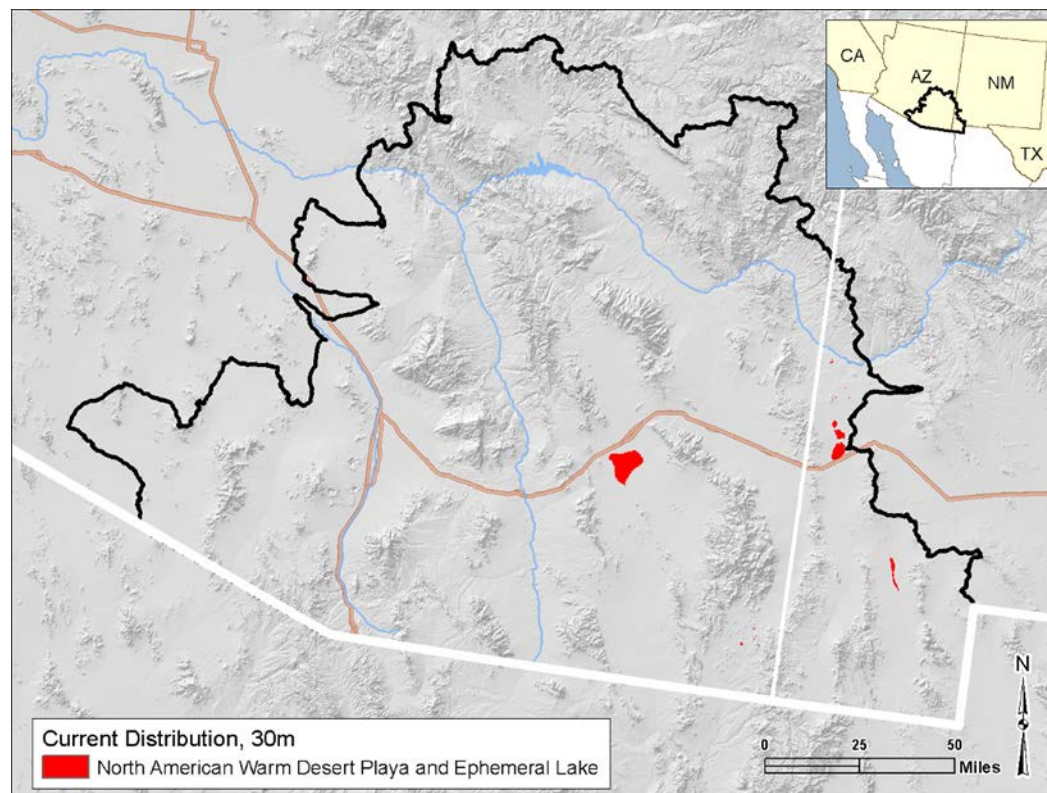 CA
AZ
NM
TX
N
Current Distribution, 30m
North American Warm Desert Playa and Ephemeral Lake
0 25 50
Miles